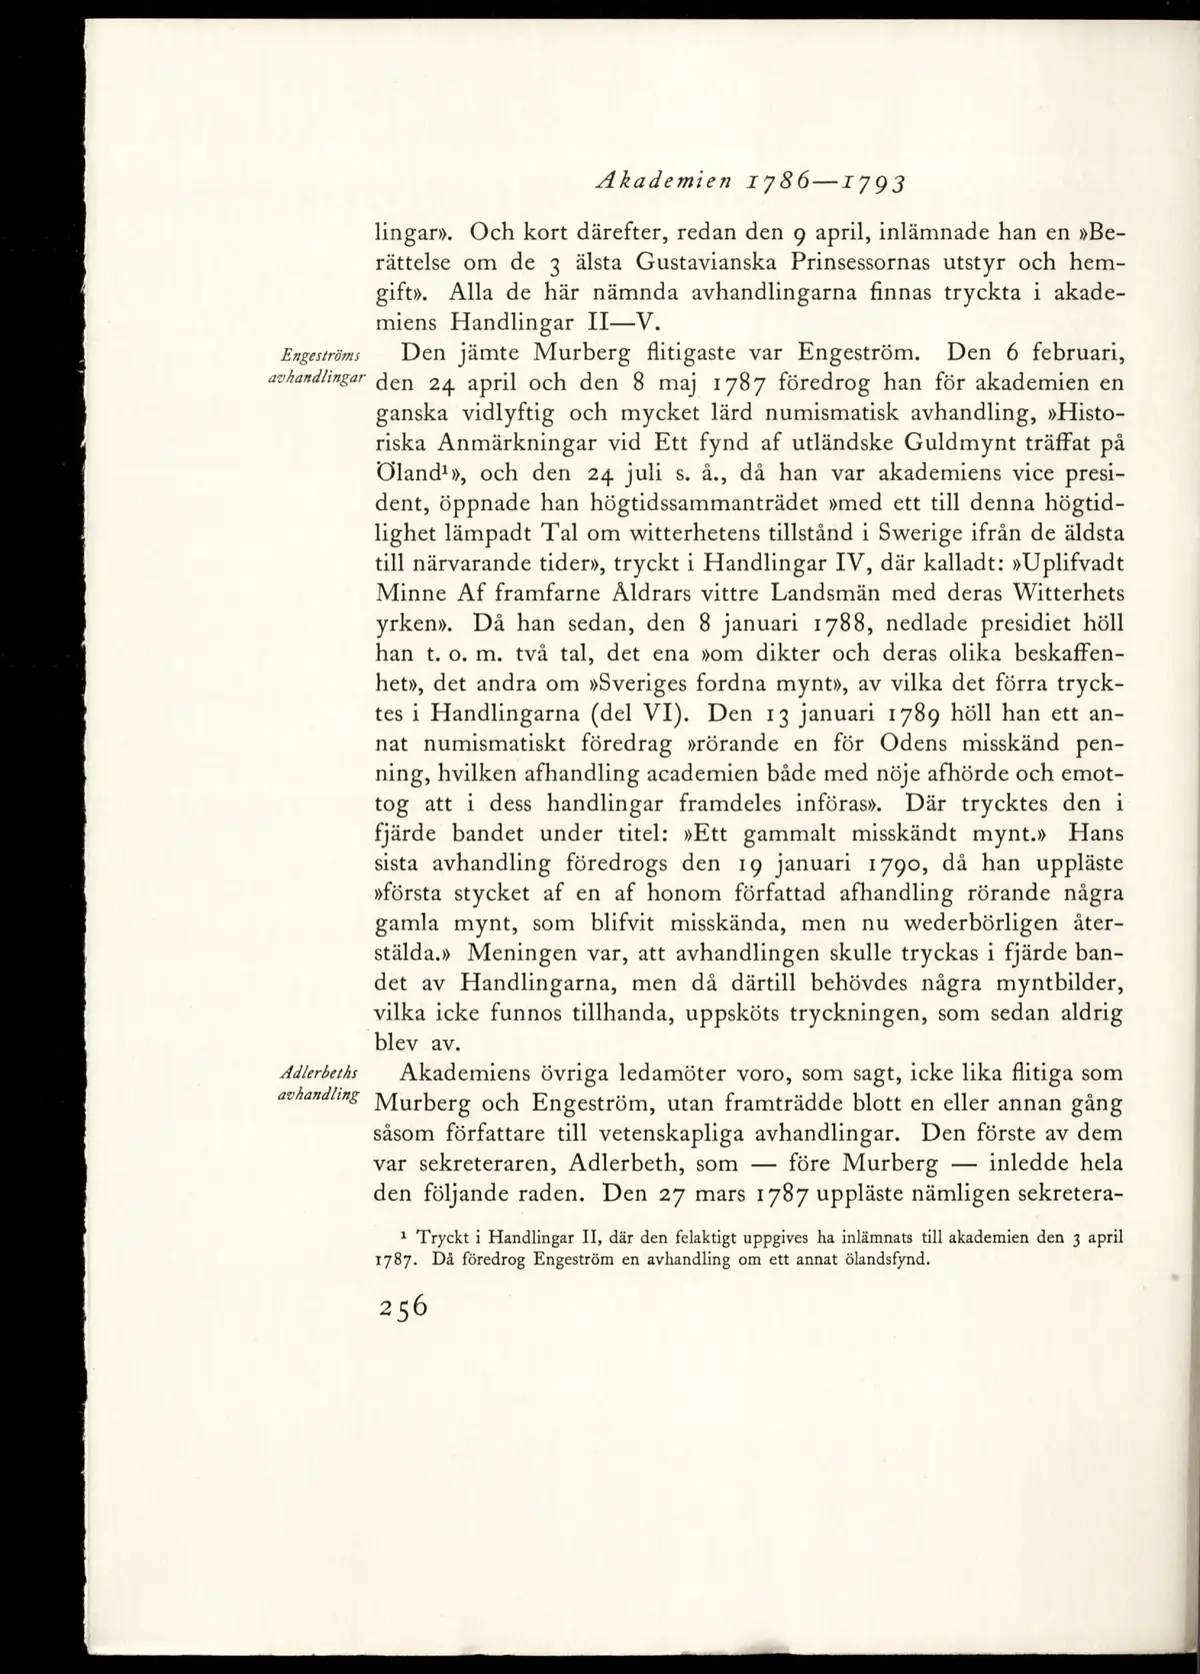 Akademien 1786—1793
lingar». Och kort därefter, redan den 9 april, inlämnade han en »Be-
rättelse om de 3 älsta Gustavianska Prinsessornas utstyr och hem-
gift». Alla de här nämnda avhandlingarna finnas tryckta i akade-
miens Handlingar II—V.
Engeströms
avhandlingar
Den jämte Murberg flitigaste var Engeström. Den 6 februari,
den 24 april och den 8 maj 1787 föredrog han för akademien en
ganska vidlyftig och mycket lärd numismatisk avhandling, »Histo-
riska Anmärkningar vid Ett fynd af utländske Guldmynt träffat på
Öland¹», och den 24 juli s. å., då han var akademiens vice presi-
dent, öppnade han högtidssammanträdet »med ett till denna högtid-
lighet lämpadt Tal om witterhetens tillstånd i Swerige ifrån de äldsta
till närvarande tider», tryckt i Handlingar IV, där kalladt: »Uplifvadt
Minne Af framfarne Åldrars vittre Landsmän med deras Witterhets
yrken». Då han sedan, den 8 januari 1788, nedlade presidiet höll
han t. o. m. två tal, det ena »om dikter och deras olika beskaffen-
het», det andra om »Sveriges fordna mynt», av vilka det förra tryck-
tes i Handlingarna (del VI). Den 13 januari 1789 höll han ett an-
nat numismatiskt föredrag »rörande en för Odens misskänd pen-
ning, hvilken afhandling academien både med nöje afhörde och emot-
tog att i dess handlingar framdeles införas». Där trycktes den i
fjärde bandet under titel: »Ett gammalt misskändt mynt.» Hans
sista avhandling föredrogs den 19 januari 1790, då han uppläste
»första stycket af en af honom författad afhandling rörande några
gamla mynt, som blifvit misskända, men nu wederbörligen åter-
stälda.» Meningen var, att avhandlingen skulle tryckas i fjärde ban-
det av Handlingarna, men då därtill behövdes några myntbilder,
vilka icke funnos tillhanda, uppsköts tryckningen, som sedan aldrig
blev av.
Adlerbeths
avhandling
Akademiens övriga ledamöter voro, som sagt, icke lika flitiga som
Murberg och Engeström, utan framträdde blott en eller annan gång
såsom författare till vetenskapliga avhandlingar. Den förste av dem
var sekreteraren, Adlerbeth, som — före Murberg — inledde hela
den följande raden. Den 27 mars 1787 uppläste nämligen sekretera-
¹ Tryckt i Handlingar II, där den felaktigt uppgives ha inlämnats till akademien den 3 april
1787. Då föredrog Engeström en avhandling om ett annat ölandsfynd.
256